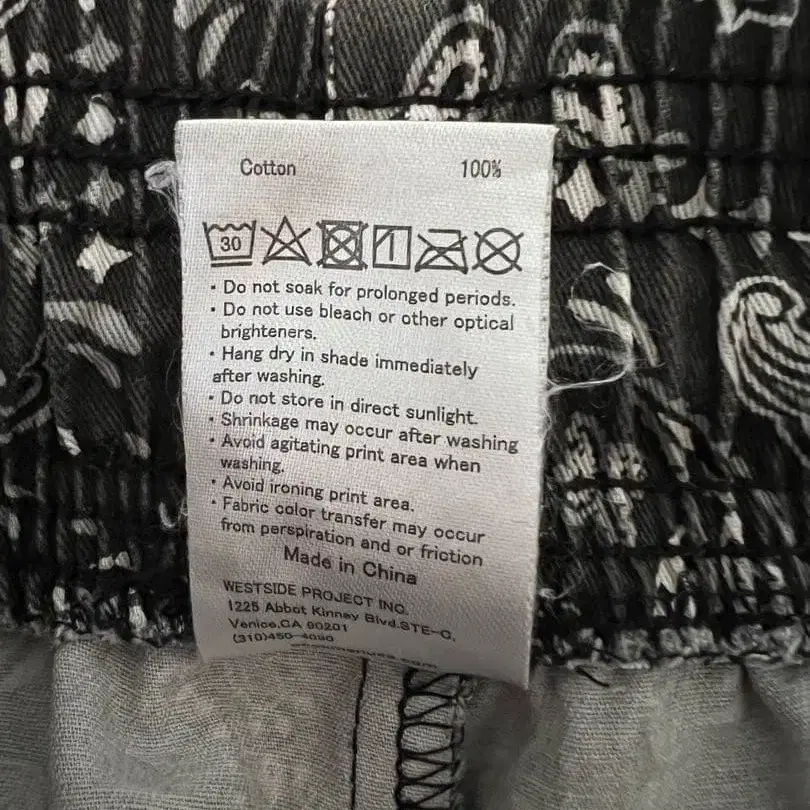 Cotton 100%
30
• Do not soak for prolonged periods.
• Do not use bleach or other optical
brighteners.
• Hang dry in shade immediately
after washing.
• Do not store in direct sunlight.
• Shrinkage may occur after washing
• Avoid agitating print area when
washing.
• Avoid ironing print area.
• Fabric color transfer may occur
from perspiration and or friction
Made in China
WESTSIDE PROJECT INC.
1225 Abbot Kinney Blvd.STE-C,
Venice,CA 90201
(310)450-4090